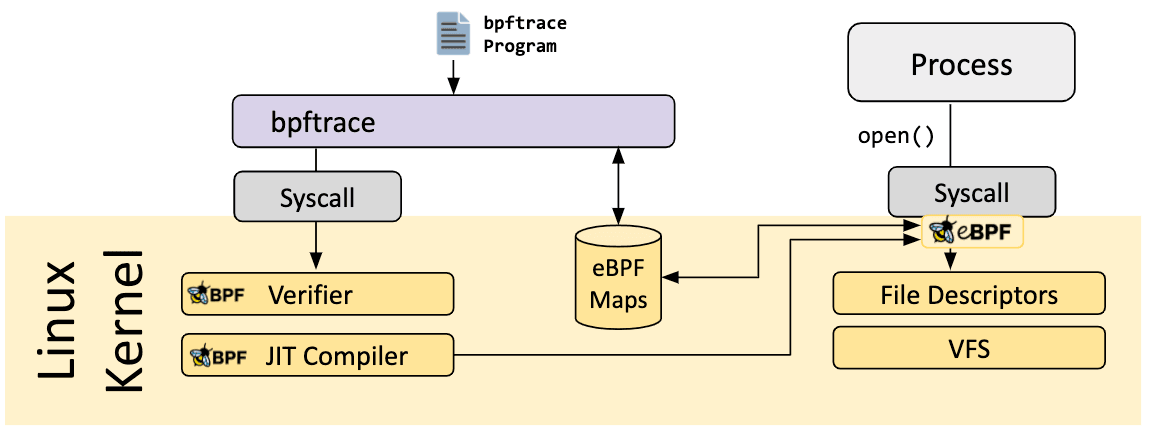 bpftrace
Program
bpftrace
Process
open()
Syscall
Syscall
eBPF
eBPF
Maps
Linux
Kernel
BPF Verifier
BPF JIT Compiler
File Descriptors
VFS